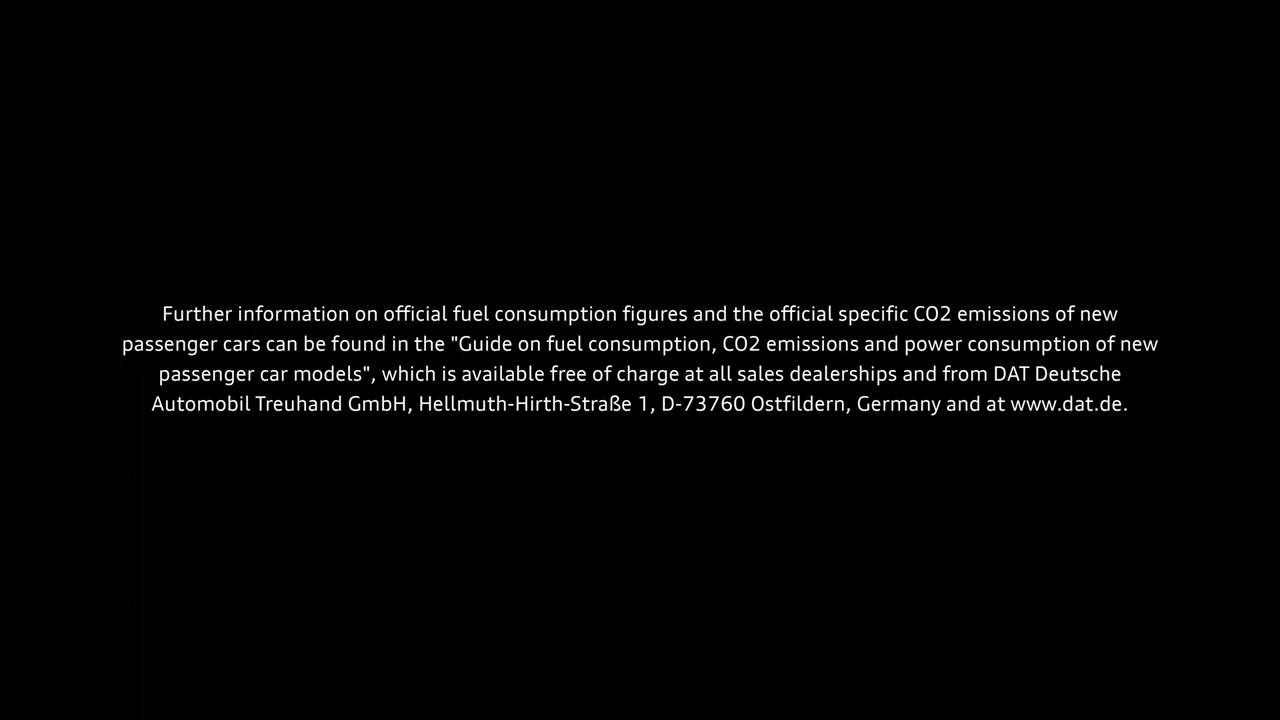 Further information on official fuel consumption figures and the official specific CO2 emissions of new
passenger cars can be found in the "Guide on fuel consumption, CO2 emissions and power consumption of new
passenger car models", which is available free of charge at all sales dealerships and from DAT Deutsche
Automobil Treuhand GmbH, Hellmuth-Hirth-Straße 1, D-73760 Ostfildern, Germany and at www.dat.de.